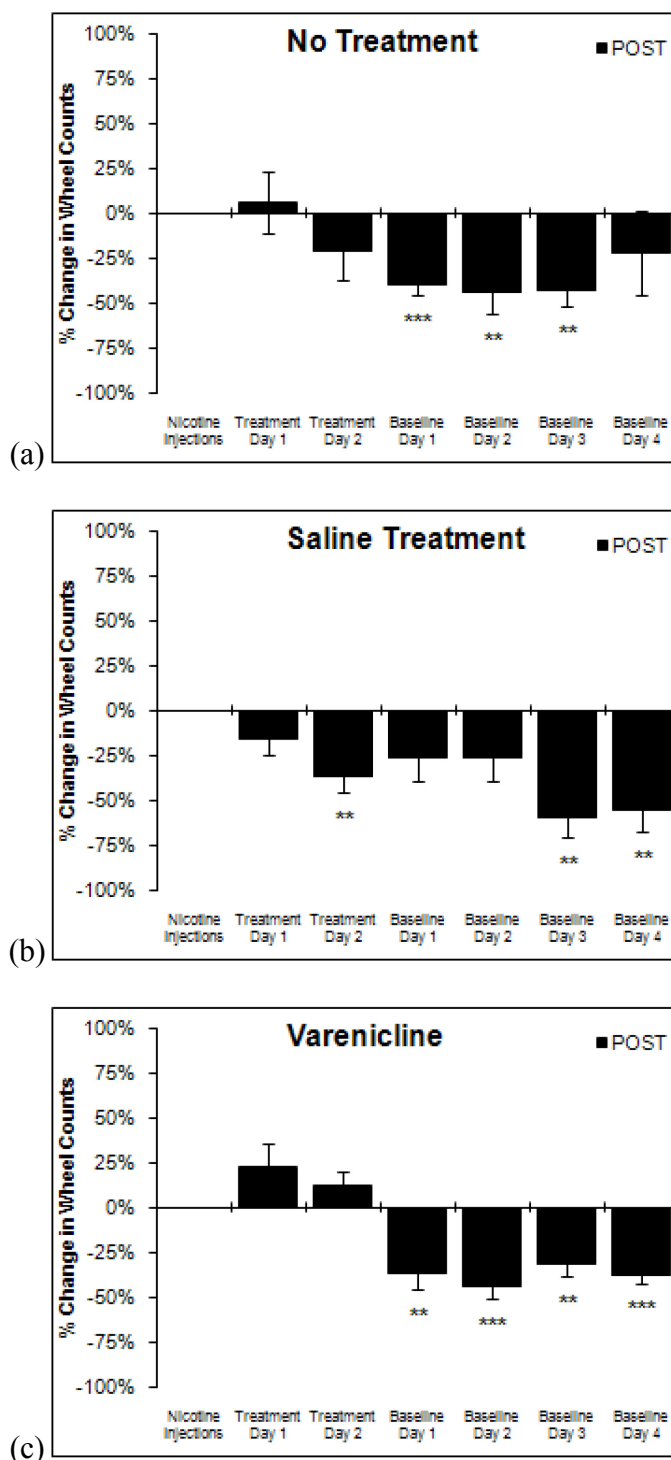 No Treatment
■ POST
% Change in Wheel Counts
100%
75%
50%
25%
0%
-25%
-50%
-75%
-100%
*** ** **
Nicotine Injections Treatment Day 1 Treatment Day 2 Baseline Day 1 Baseline Day 2 Baseline Day 3 Baseline Day 4
(a)
Saline Treatment
■ POST
% Change in Wheel Counts
100%
75%
50%
25%
0%
-25%
-50%
-75%
-100%
** ** **
Nicotine Injections Treatment Day 1 Treatment Day 2 Baseline Day 1 Baseline Day 2 Baseline Day 3 Baseline Day 4
(b)
Varenicline
■ POST
% Change in Wheel Counts
100%
75%
50%
25%
0%
-25%
-50%
-75%
-100%
** *** ** ***
Nicotine Injections Treatment Day 1 Treatment Day 2 Baseline Day 1 Baseline Day 2 Baseline Day 3 Baseline Day 4
(c)